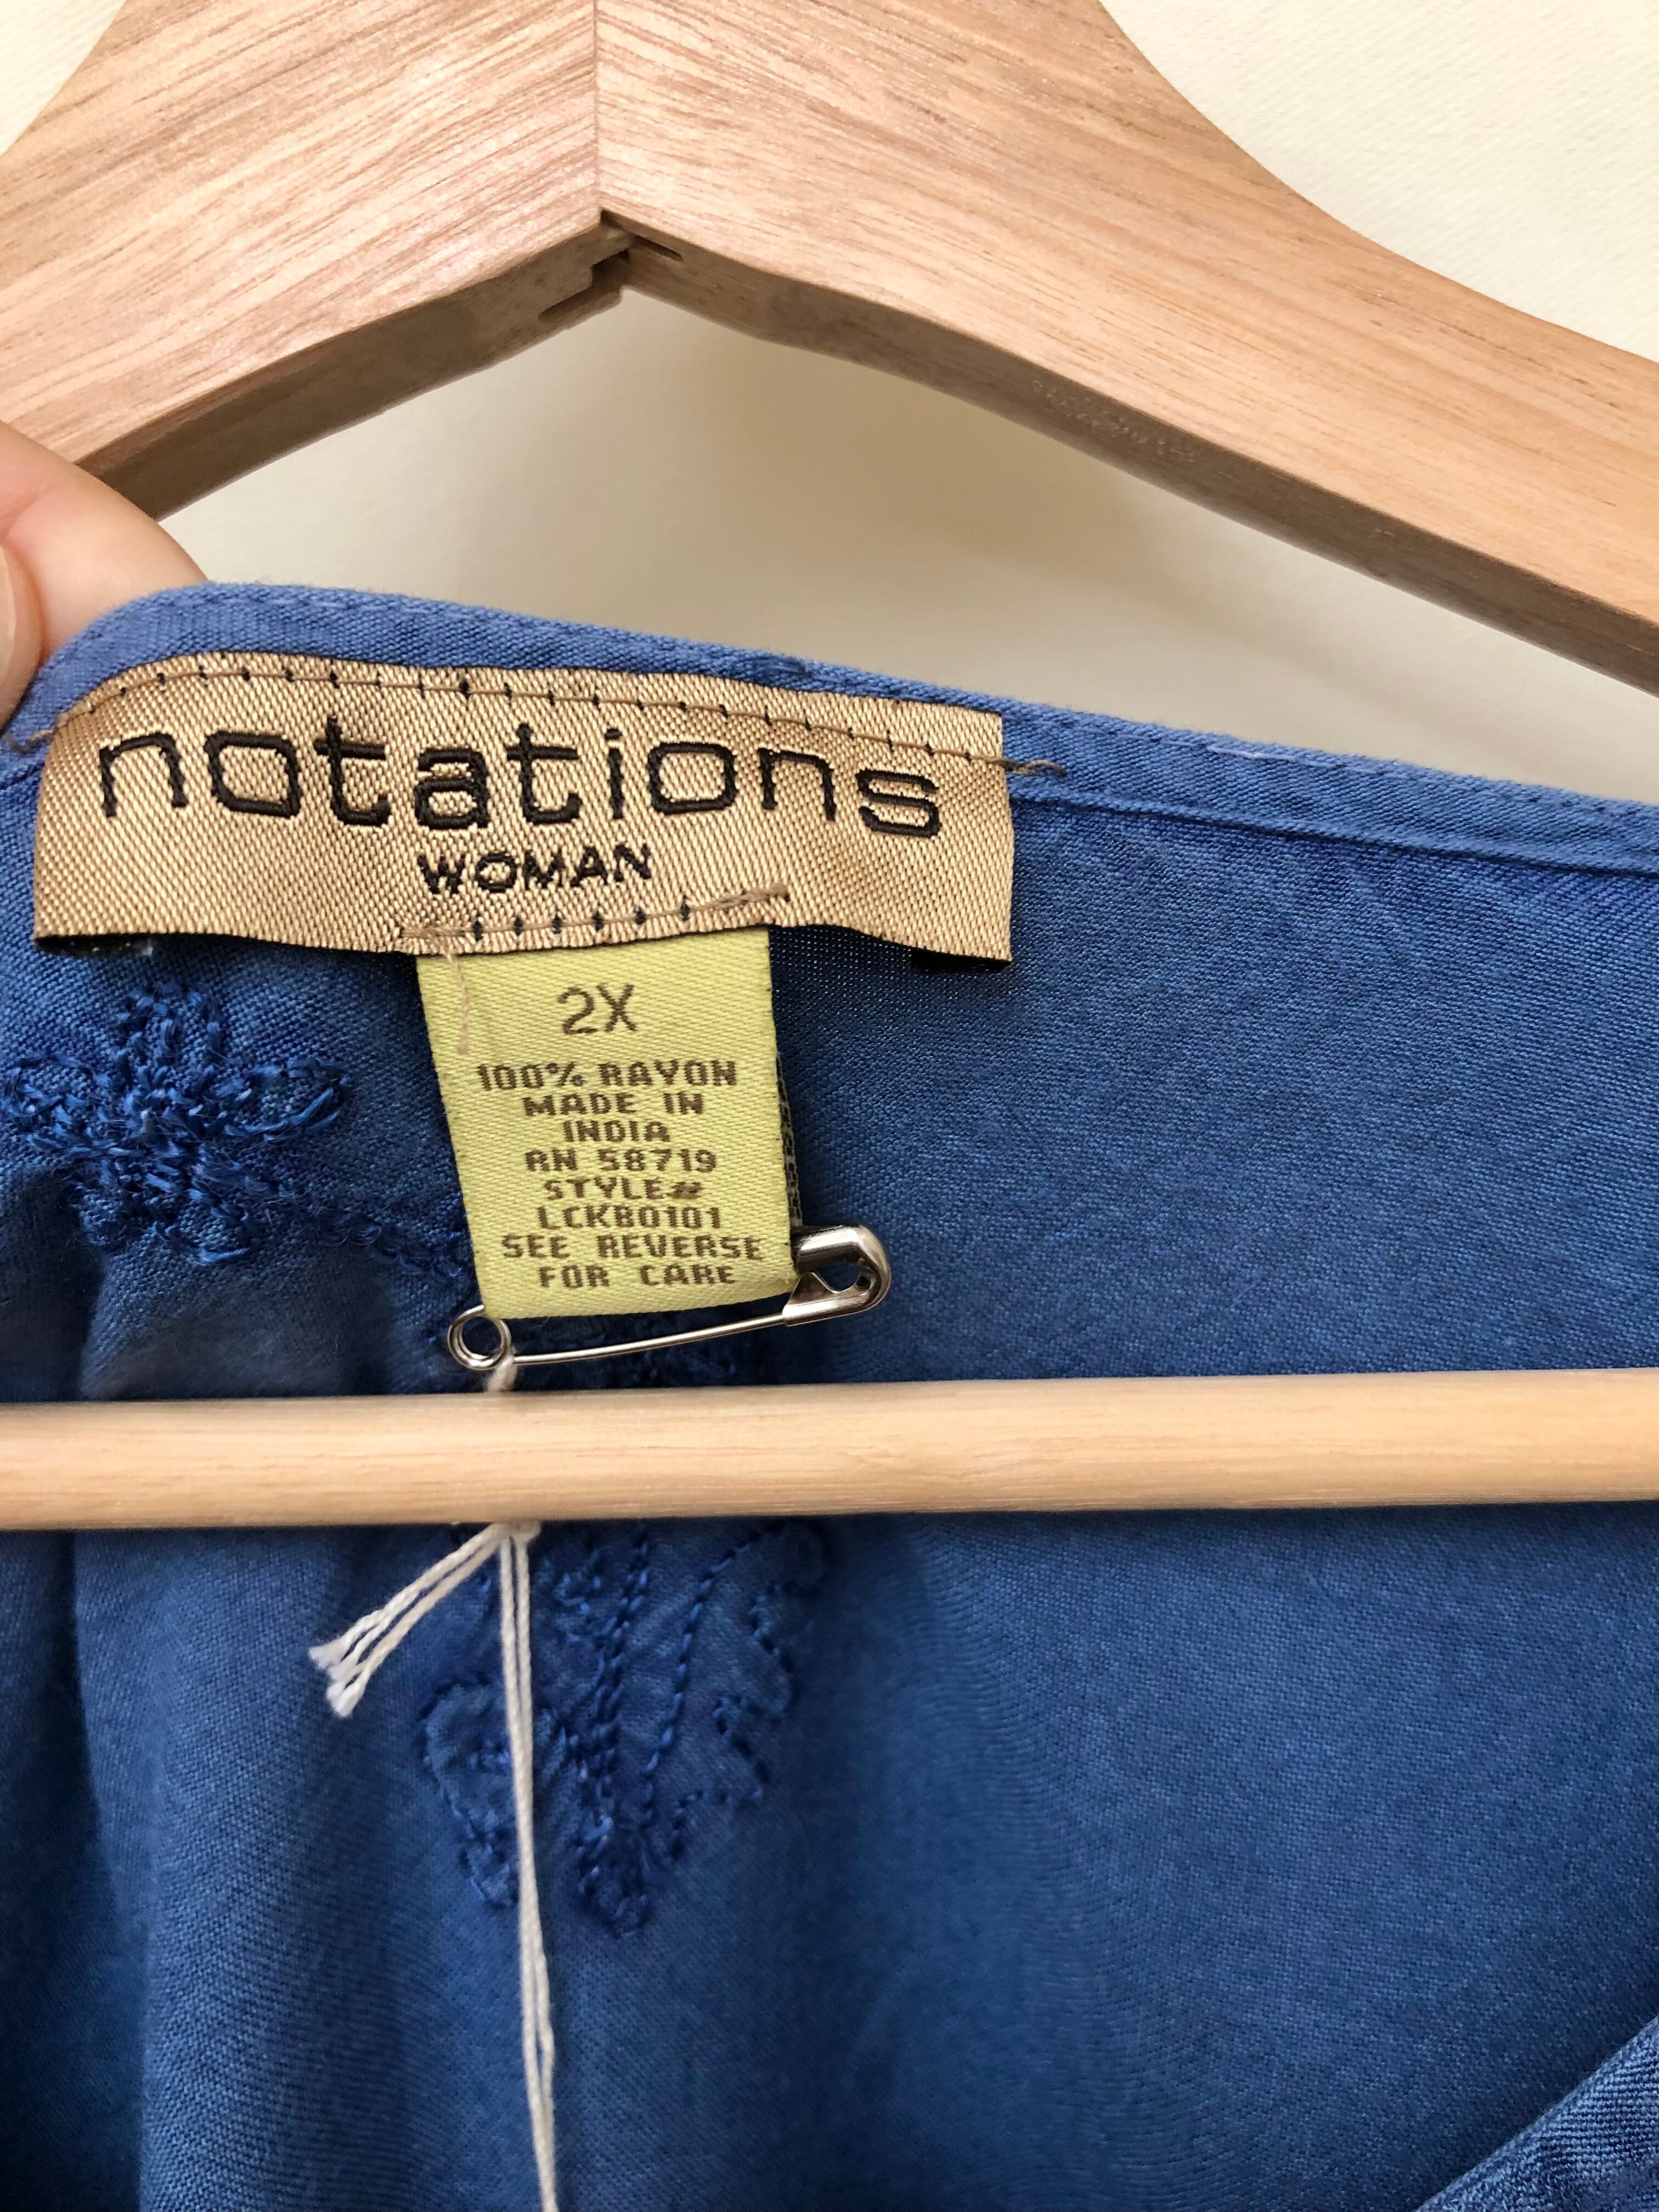 notations
WOMAN
2X
100% RAYON
MADE IN
INDIA
RN 58719
STYLE#
LCKB0101
SEE REVERSE
FOR CARE